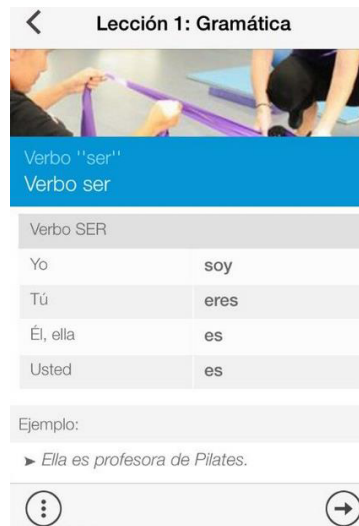 Lección 1: Gramática
Verbo ''ser''
Verbo ser
Verbo SER
Yo soy
Tú eres
Él, ella es
Usted es
Ejemplo:
➤ Ella es profesora de Pilates.